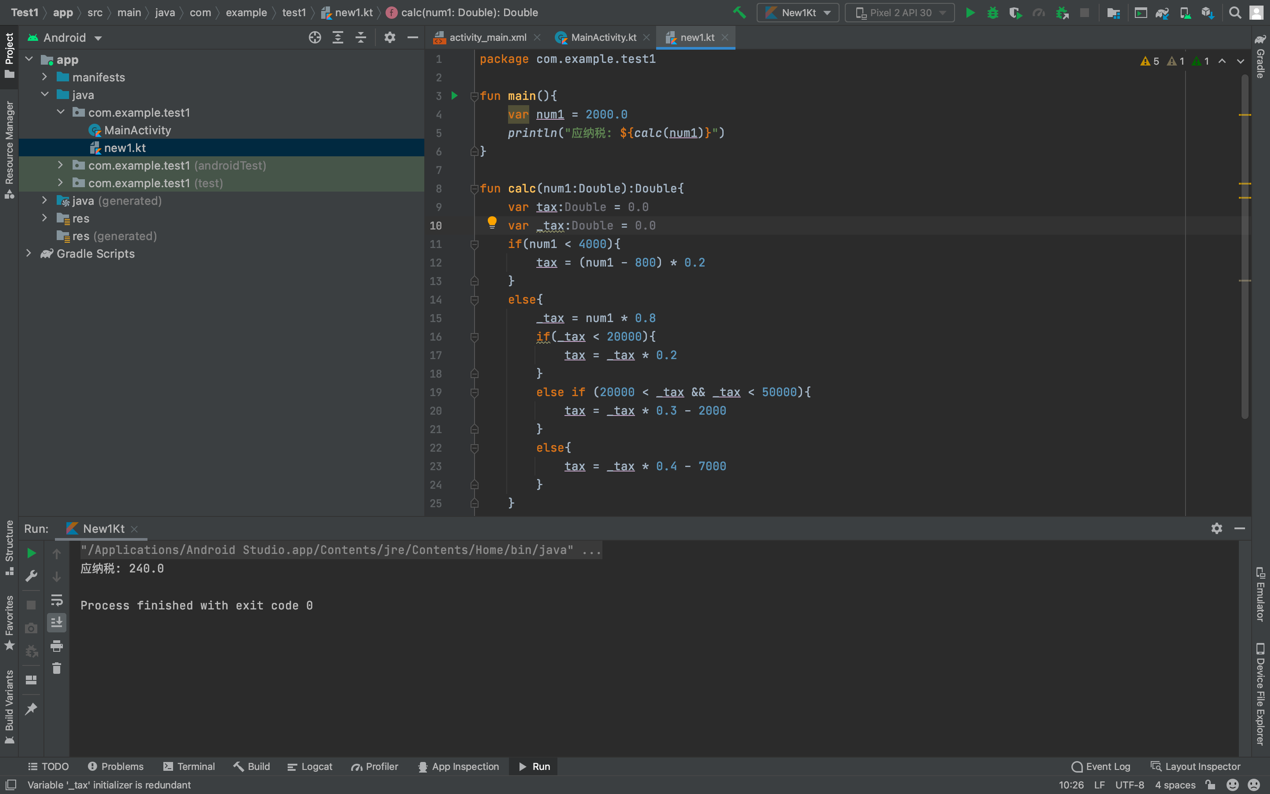 Test1 app src main java com example test1 new1.kt calc(num1: Double): Double
New1Kt Pixel 2 API 30
Android
activity_main.xml MainActivity.kt new1.kt
Project
Resource Manager
Structure
Favorites
Build Variants
app
manifests
java
com.example.test1
MainActivity
new1.kt
com.example.test1 (androidTest)
com.example.test1 (test)
java (generated)
res
res (generated)
Gradle Scripts
5 1 1
1 package com.example.test1
2
3 fun main(){
4 var num1 = 2000.0
5 println("应纳税: ${calc(num1)}")
6 }
7
8 fun calc(num1:Double):Double{
9 var tax:Double = 0.0
10 var _tax:Double = 0.0
11 if(num1 < 4000){
12 tax = (num1 - 800) * 0.2
13 }
14 else{
15 _tax = num1 * 0.8
16 if(_tax < 20000){
17 tax = _tax * 0.2
18 }
19 else if (20000 < _tax && _tax < 50000){
20 tax = _tax * 0.3 - 2000
21 }
22 else{
23 tax = _tax * 0.4 - 7000
24 }
25 }
Gradle
Emulator
Device File Explorer
Run: New1Kt
"/Applications/Android Studio.app/Contents/jre/Contents/Home/bin/java" ...
应纳税: 240.0
Process finished with exit code 0
TODO Problems Terminal Build Logcat Profiler App Inspection Run Event Log Layout Inspector
Variable '_tax' initializer is redundant 10:26 LF UTF-8 4 spaces